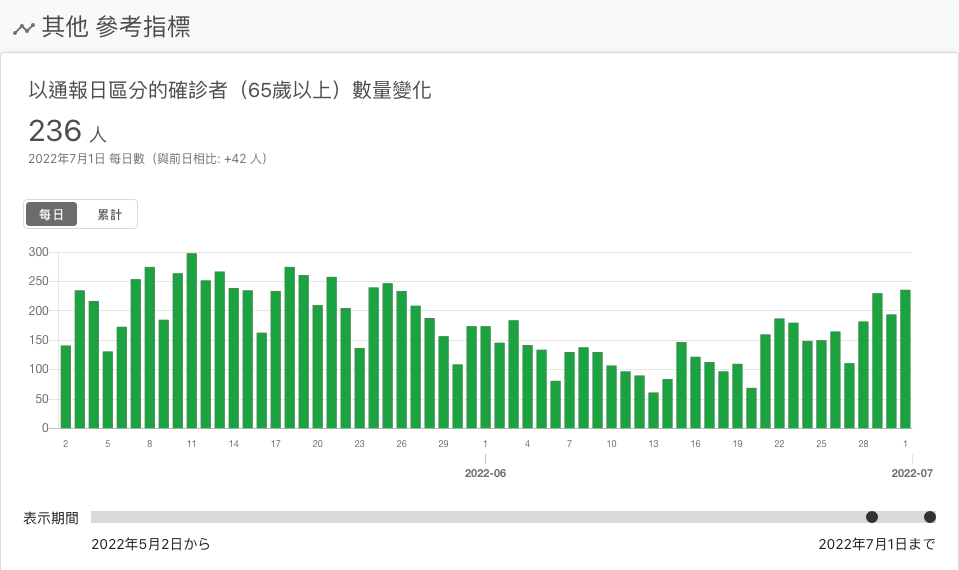 其他 參考指標
以通報日區分的確診者（65歲以上）數量變化
236 人
2022年7月1日 每日數（與前日相比: +42 人）
每日 累計
300
250
200
150
100
50
0
2 5 8 11 14 17 20 23 26 29 1 4 7 10 13 16 19 22 25 28 1
2022-06 2022-07
表示期間
2022年5月2日から 2022年7月1日まで